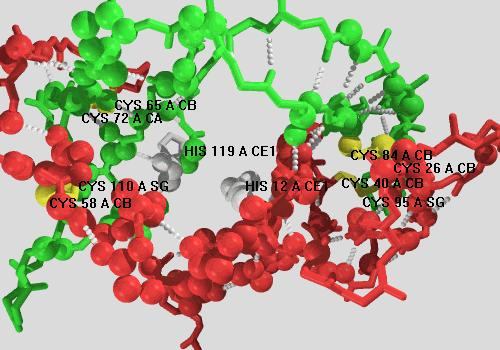 CYS 65 A CB
CYS 72 A CA
HIS 119 A CE1
CYS 84 A CB
CYS 26 A CB
CYS 110 A SG
HIS 12 A CE1
CYS 40 A CB
CYS 58 A CB
CYS 95 A SG